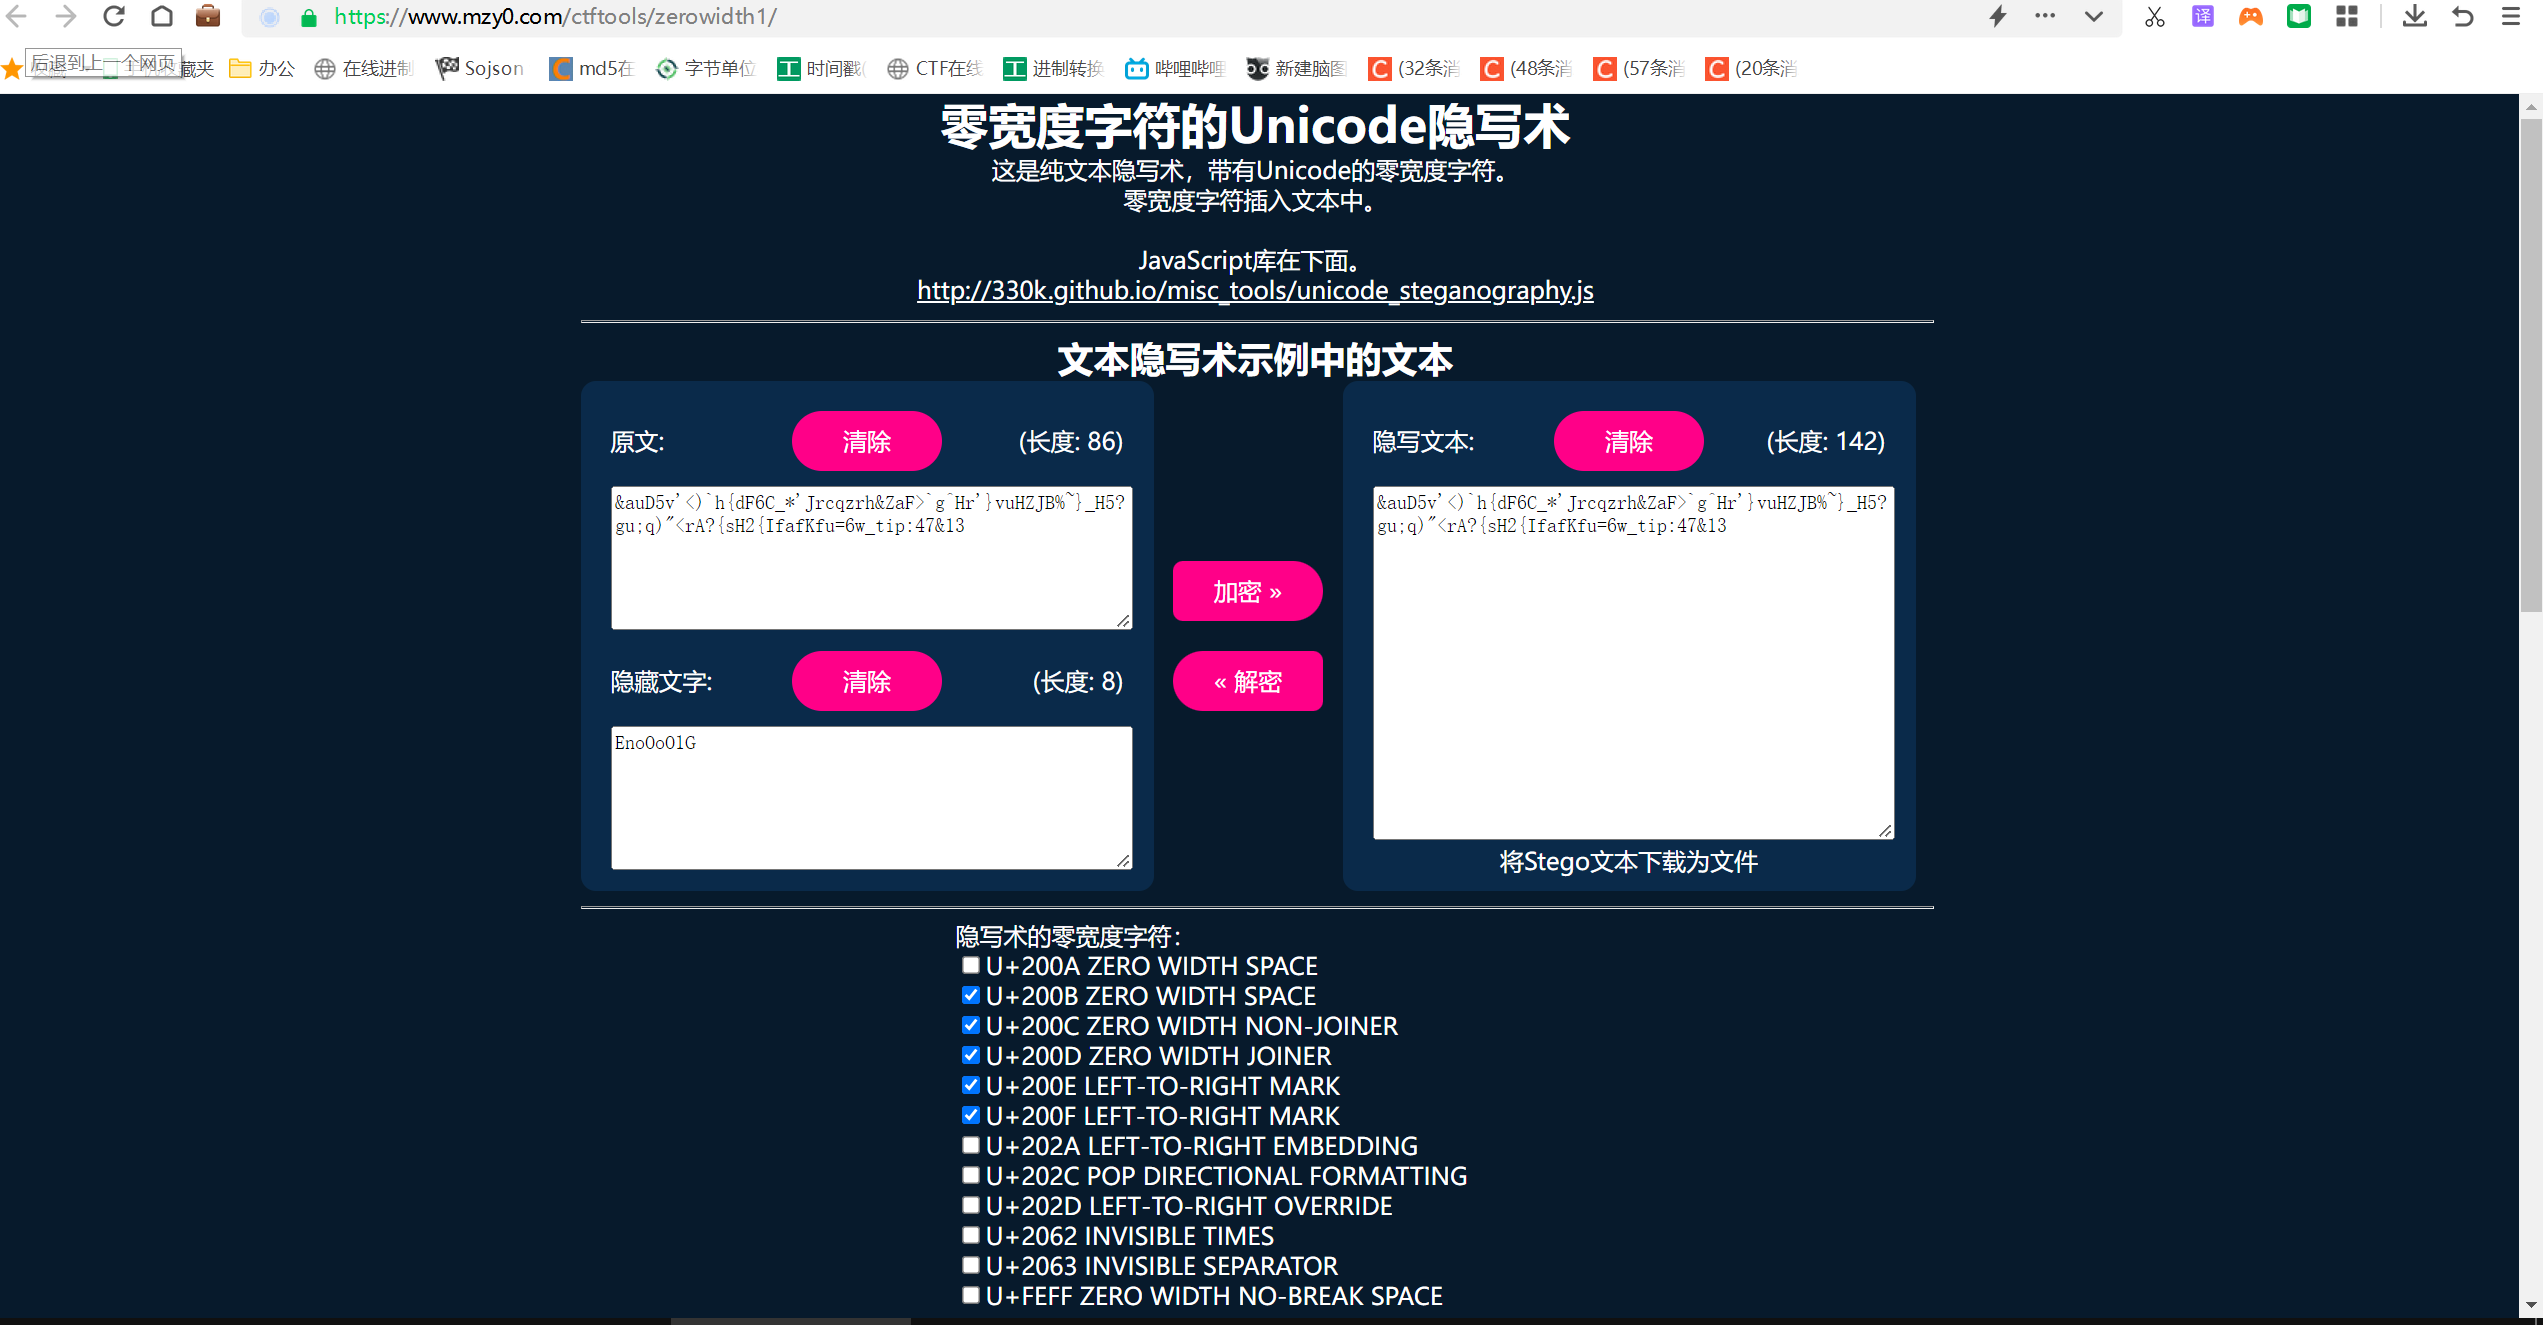 https://www.mzy0.com/ctftools/zerowidth1/
译
后退到上一个网页
藏夹
办公
在线进制
Sojson
md5在
字节单位
时间戳(
CTF在线
进制转换
哔哩哔哩
新建脑图
(32条消
(48条消
(57条消
(20条消
零宽度字符的Unicode隐写术
这是纯文本隐写术，带有Unicode的零宽度字符。
零宽度字符插入文本中。
JavaScript库在下面。
http://330k.github.io/misc_tools/unicode_steganography.js
文本隐写术示例中的文本
原文:
清除
(长度: 86)
&auD5v'<)`h{dF6C_*'Jrcqzrh&ZaF>`g^Hr'}vuHZJB%~}_H5?
gu;q)"<rA?{sH2{IfafKfu=6w_tip:47&13
隐藏文字:
清除
(长度: 8)
EnoOoO1G
加密 »
« 解密
隐写文本:
清除
(长度: 142)
&auD5v'<)`h{dF6C_*'Jrcqzrh&ZaF>`g^Hr'}vuHZJB%~}_H5?
gu;q)"<rA?{sH2{IfafKfu=6w_tip:47&13
将Stego文本下载为文件
隐写术的零宽度字符：
U+200A ZERO WIDTH SPACE
U+200B ZERO WIDTH SPACE
U+200C ZERO WIDTH NON-JOINER
U+200D ZERO WIDTH JOINER
U+200E LEFT-TO-RIGHT MARK
U+200F LEFT-TO-RIGHT MARK
U+202A LEFT-TO-RIGHT EMBEDDING
U+202C POP DIRECTIONAL FORMATTING
U+202D LEFT-TO-RIGHT OVERRIDE
U+2062 INVISIBLE TIMES
U+2063 INVISIBLE SEPARATOR
U+FEFF ZERO WIDTH NO-BREAK SPACE